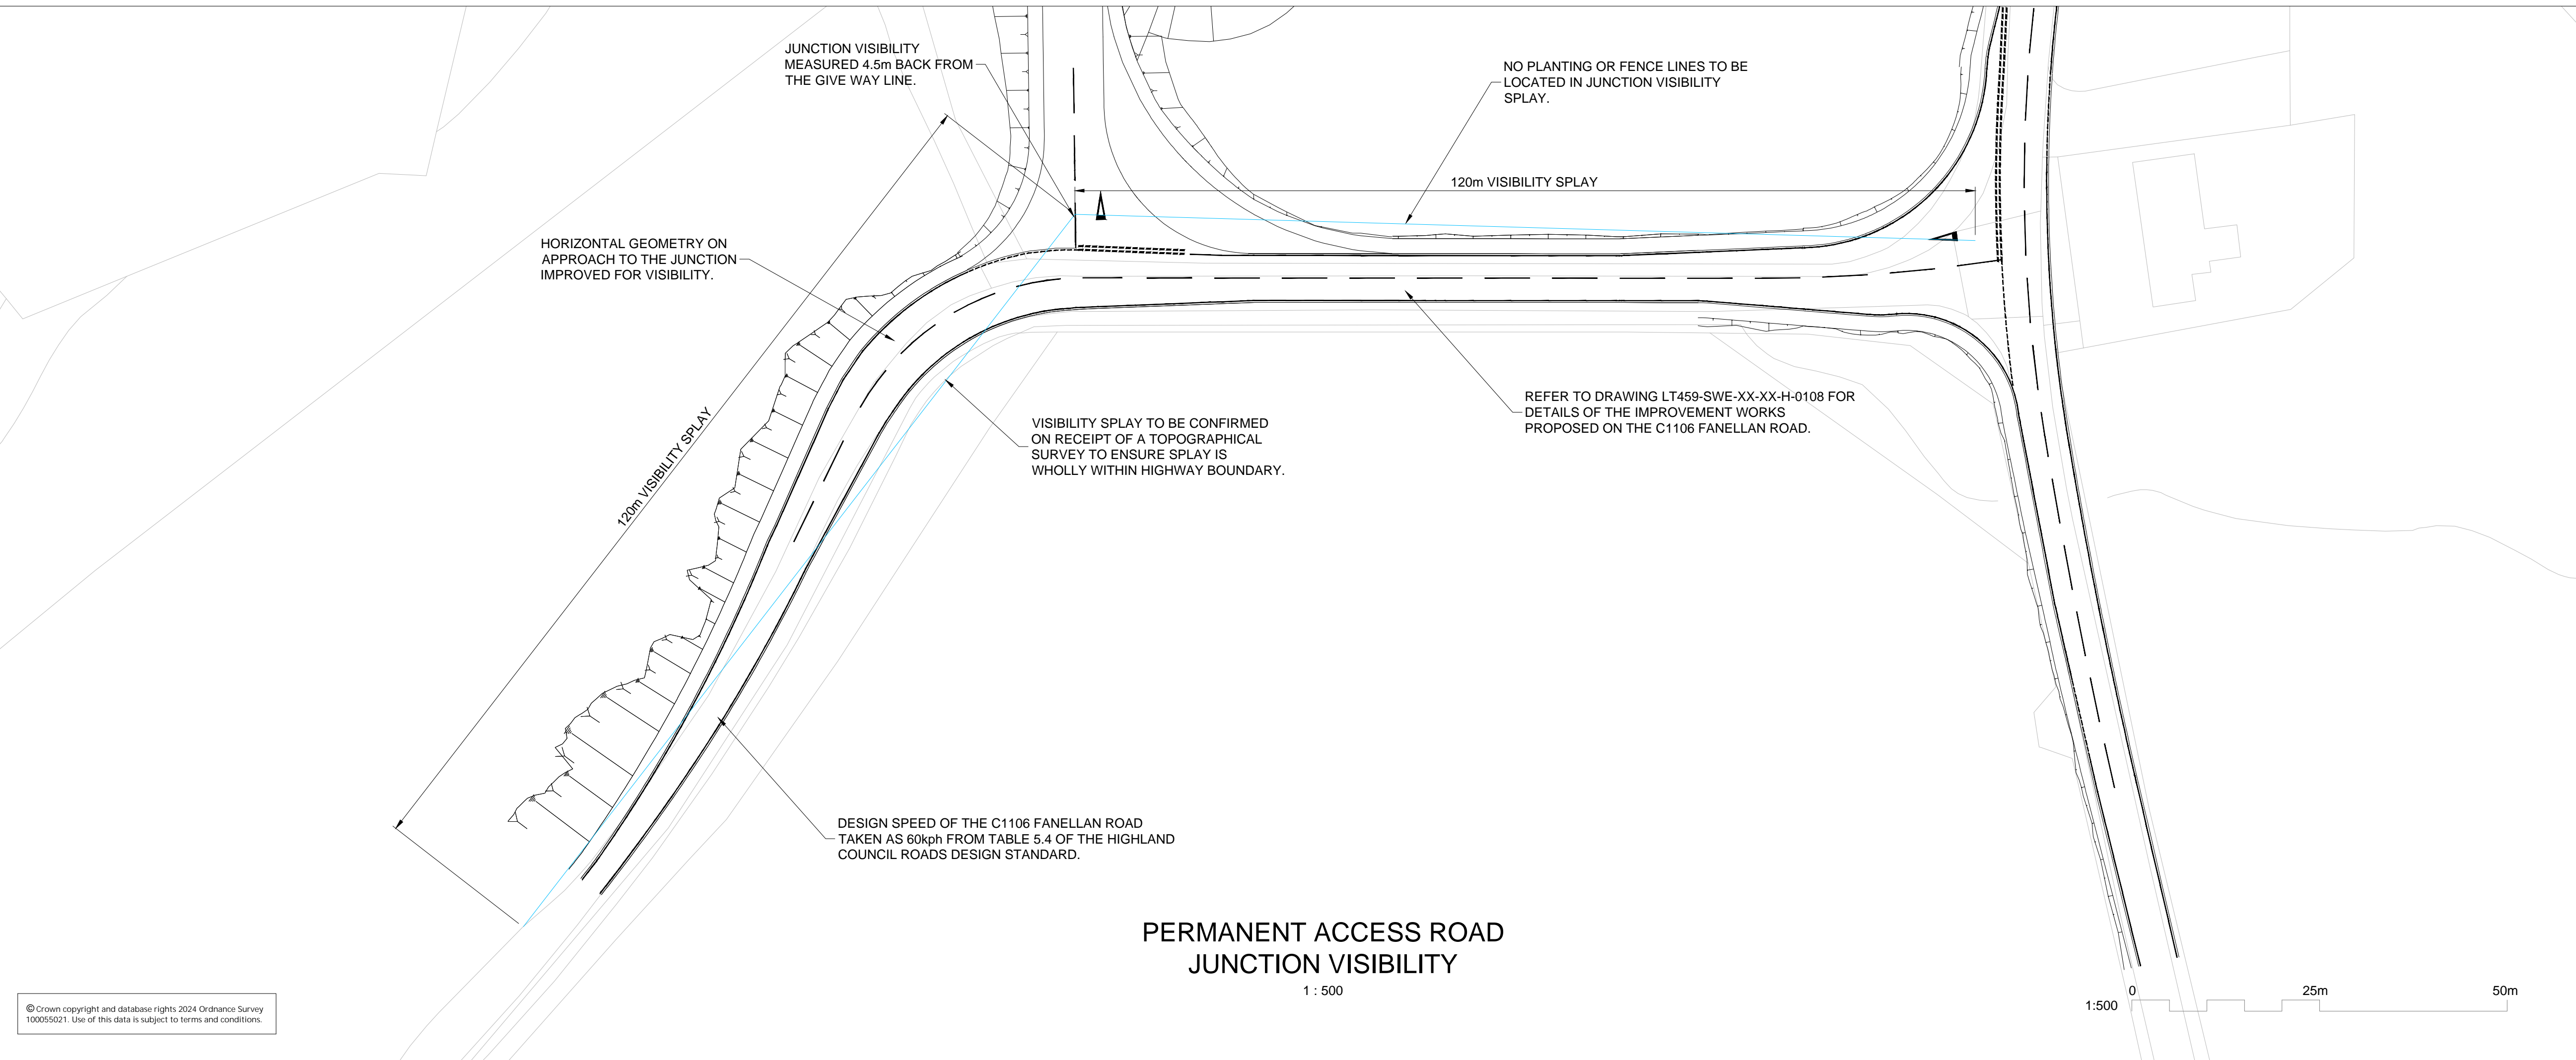 JUNCTION VISIBILITY
MEASURED 4.5m BACK FROM
THE GIVE WAY LINE.
NO PLANTING OR FENCE LINES TO BE
LOCATED IN JUNCTION VISIBILITY
SPLAY.
120m VISIBILITY SPLAY
HORIZONTAL GEOMETRY ON
APPROACH TO THE JUNCTION
IMPROVED FOR VISIBILITY.
120m VISIBILITY SPLAY
VISIBILITY SPLAY TO BE CONFIRMED
ON RECEIPT OF A TOPOGRAPHICAL
SURVEY TO ENSURE SPLAY IS
WHOLLY WITHIN HIGHWAY BOUNDARY.
REFER TO DRAWING LT459-SWE-XX-XX-H-0108 FOR
DETAILS OF THE IMPROVEMENT WORKS
PROPOSED ON THE C1106 FANELLAN ROAD.
DESIGN SPEED OF THE C1106 FANELLAN ROAD
TAKEN AS 60kph FROM TABLE 5.4 OF THE HIGHLAND
COUNCIL ROADS DESIGN STANDARD.
PERMANENT ACCESS ROAD
JUNCTION VISIBILITY
1 : 500
© Crown copyright and database rights 2024 Ordnance Survey
100055021. Use of this data is subject to terms and conditions.
0 25m 50m
1:500